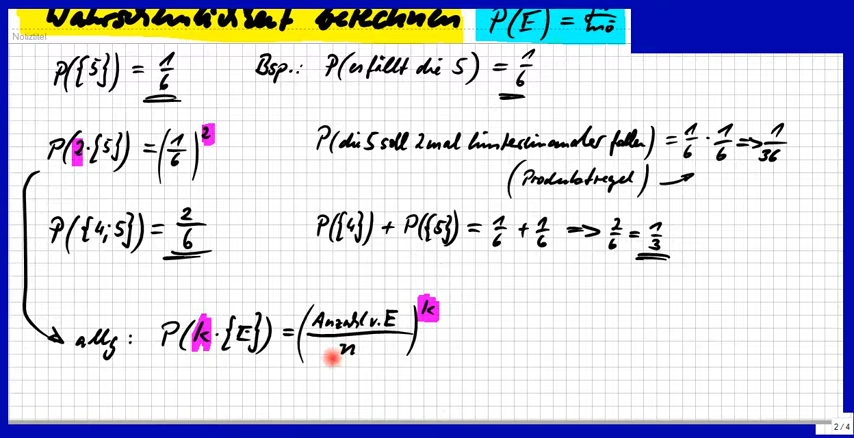 Wahrscheinlichkeit berechnen P(E) =
Noliztitel
P({5}) = 1/6 Bsp.: P(es fällt die 5) = 1/6
P(2·{5}) = (1/6)^2 P(die 5 soll 2mal hintereinander fallen) = 1/6 · 1/6 => 1/36
(Produktregel) →
P({4;5}) = 2/6 P({4}) + P({5}) = 1/6 + 1/6 => 2/6 = 1/3
allg: P(k·{E}) = (Anzahl v. E/n)^k
2 / 4